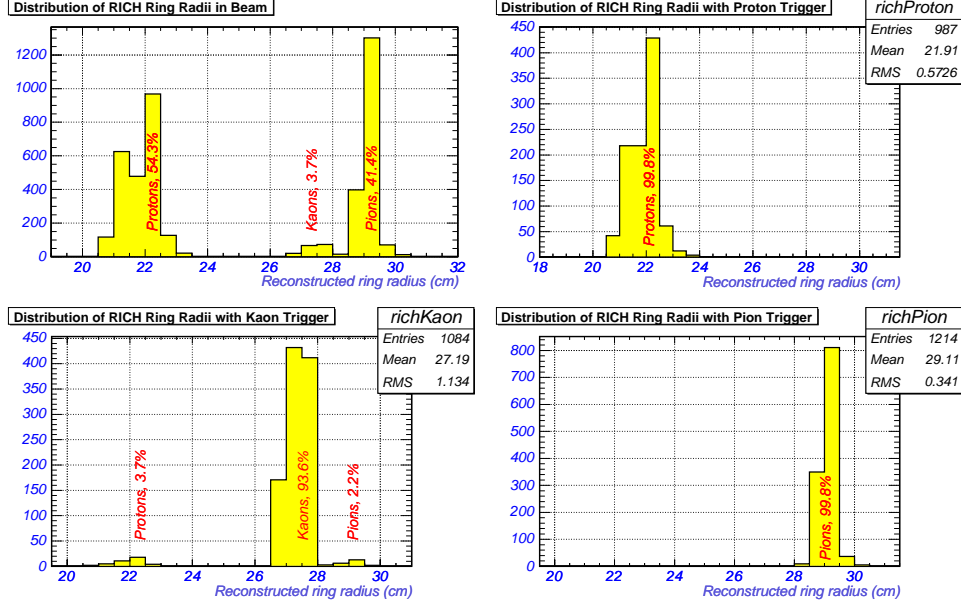 Distribution of RICH Ring Radii in Beam
1200
1000
800
600
400
200
0
20
22
24
26
28
30
32
Protons, 54.3%
Kaons, 3.7%
Pions, 41.4%
Reconstructed ring radius (cm)
Distribution of RICH Ring Radii with Proton Trigger
richProton
Entries 987
Mean 21.91
RMS 0.5726
450
400
350
300
250
200
150
100
50
0
18
20
22
24
26
28
30
Protons, 99.8%
Reconstructed ring radius (cm)
Distribution of RICH Ring Radii with Kaon Trigger
richKaon
Entries 1084
Mean 27.19
RMS 1.134
450
400
350
300
250
200
150
100
50
0
20
22
24
26
28
30
Protons, 3.7%
Kaons, 93.6%
Pions, 2.2%
Reconstructed ring radius (cm)
Distribution of RICH Ring Radii with Pion Trigger
richPion
Entries 1214
Mean 29.11
RMS 0.341
800
700
600
500
400
300
200
100
0
20
22
24
26
28
30
Pions, 99.8%
Reconstructed ring radius (cm)